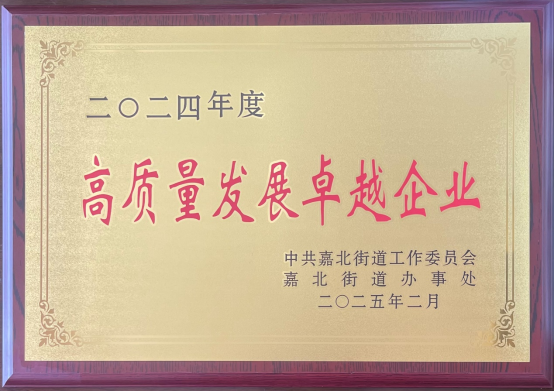 二〇二四年度
高质量发展卓越企业
中共嘉北街道工作委员会
嘉北街道办事处
二〇二五年二月